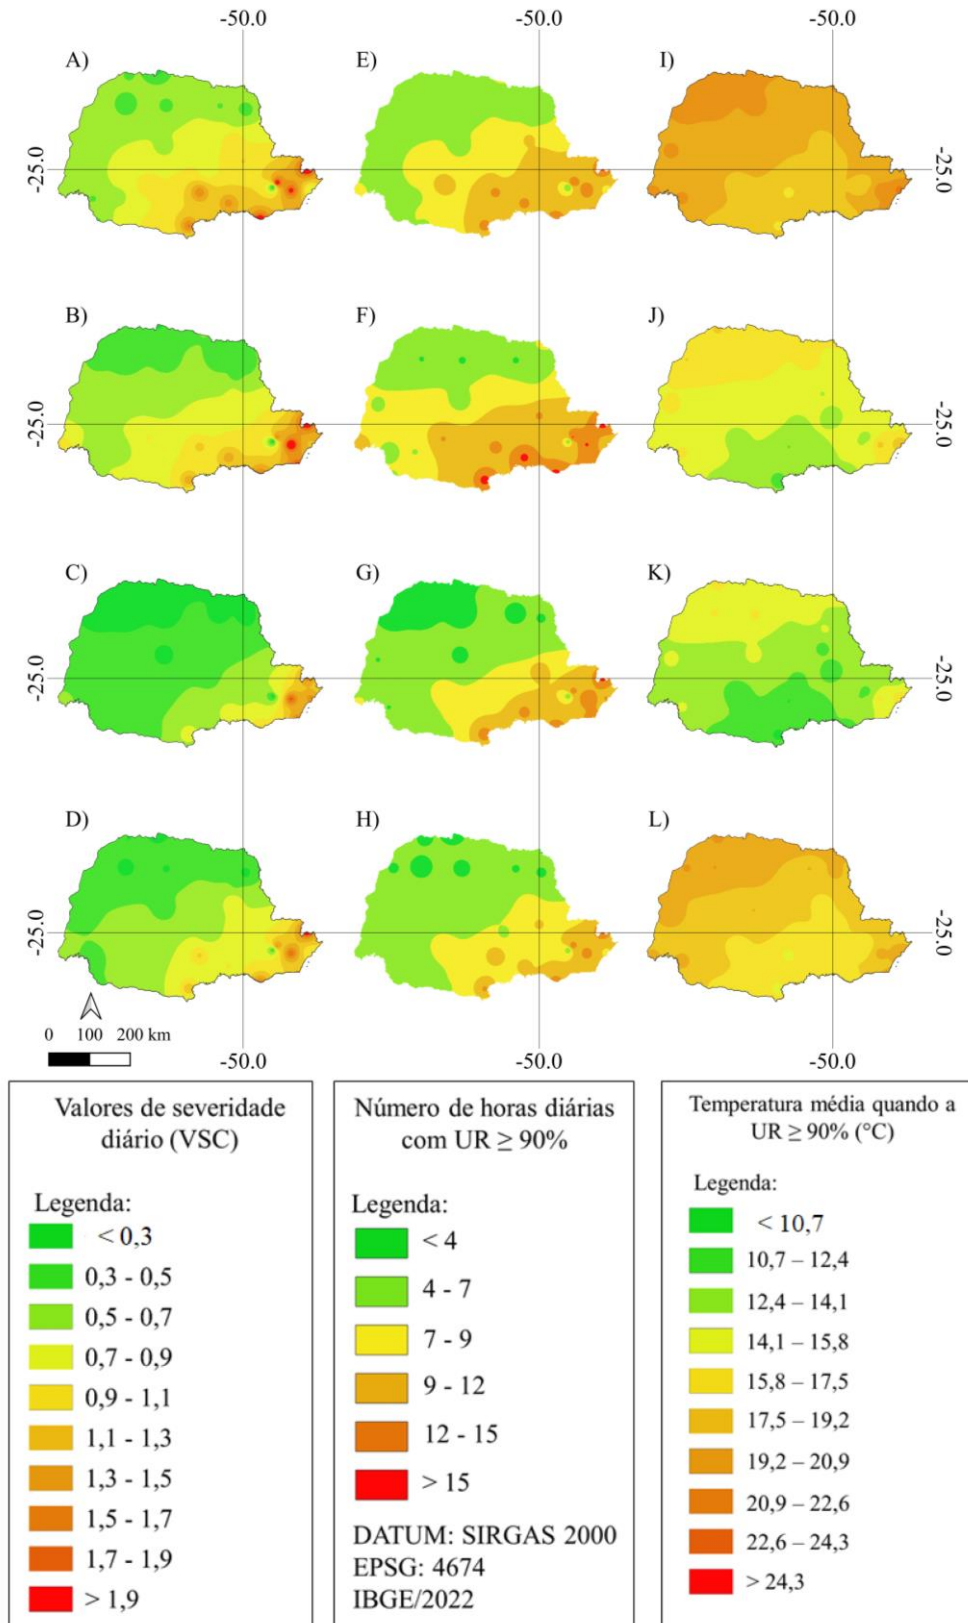 -50.0
-50.0
-50.0
A)
E)
I)
-25.0
-25.0
B)
F)
J)
-25.0
-25.0
C)
G)
K)
-25.0
-25.0
D)
H)
L)
-25.0
-25.0
0 100 200 km
-50.0
-50.0
-50.0
Valores de severidade
diário (VSC)
Legenda:
< 0,3
0,3 - 0,5
0,5 - 0,7
0,7 - 0,9
0,9 - 1,1
1,1 - 1,3
1,3 - 1,5
1,5 - 1,7
1,7 - 1,9
> 1,9
Número de horas diárias
com UR ≥ 90%
Legenda:
< 4
4 - 7
7 - 9
9 - 12
12 - 15
> 15
DATUM: SIRGAS 2000
EPSG: 4674
IBGE/2022
Temperatura média quando a
UR ≥ 90% (°C)
Legenda:
< 10,7
10,7 – 12,4
12,4 – 14,1
14,1 – 15,8
15,8 – 17,5
17,5 – 19,2
19,2 – 20,9
20,9 – 22,6
22,6 – 24,3
> 24,3